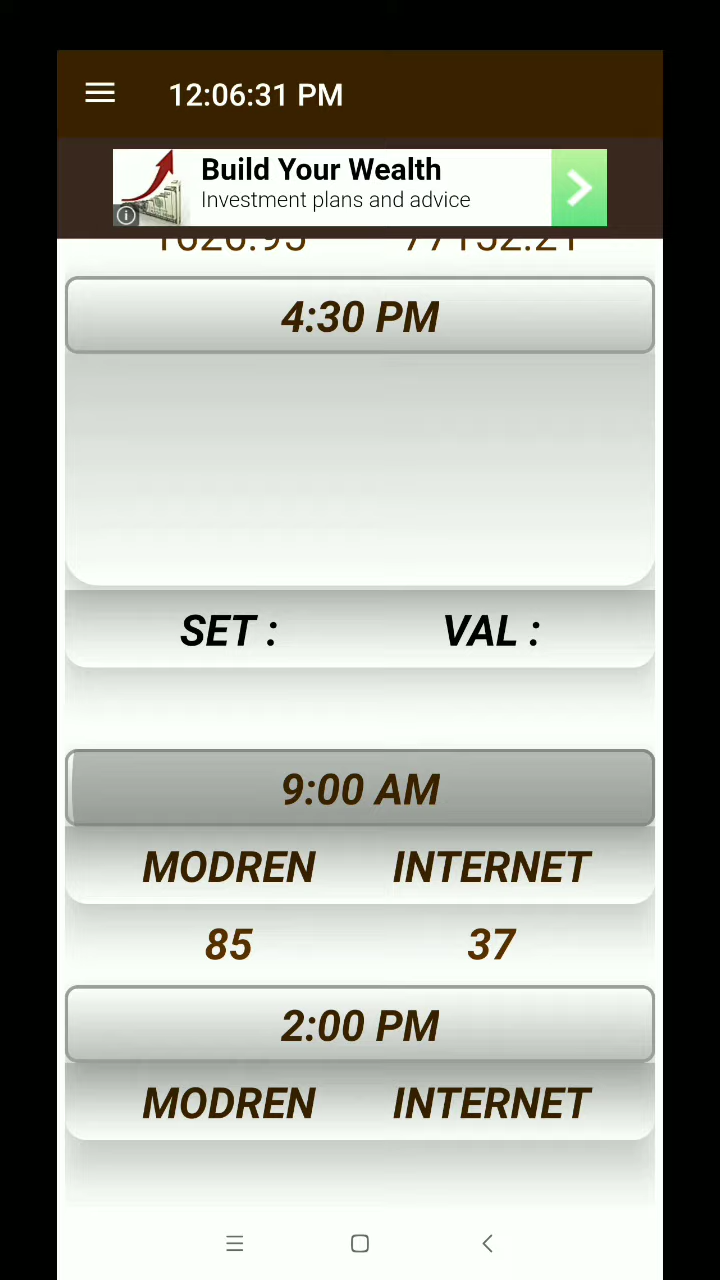 12:06:31 PM
Build Your Wealth
Investment plans and advice
4:30 PM
SET : VAL :
9:00 AM
MODREN INTERNET
85 37
2:00 PM
MODREN INTERNET